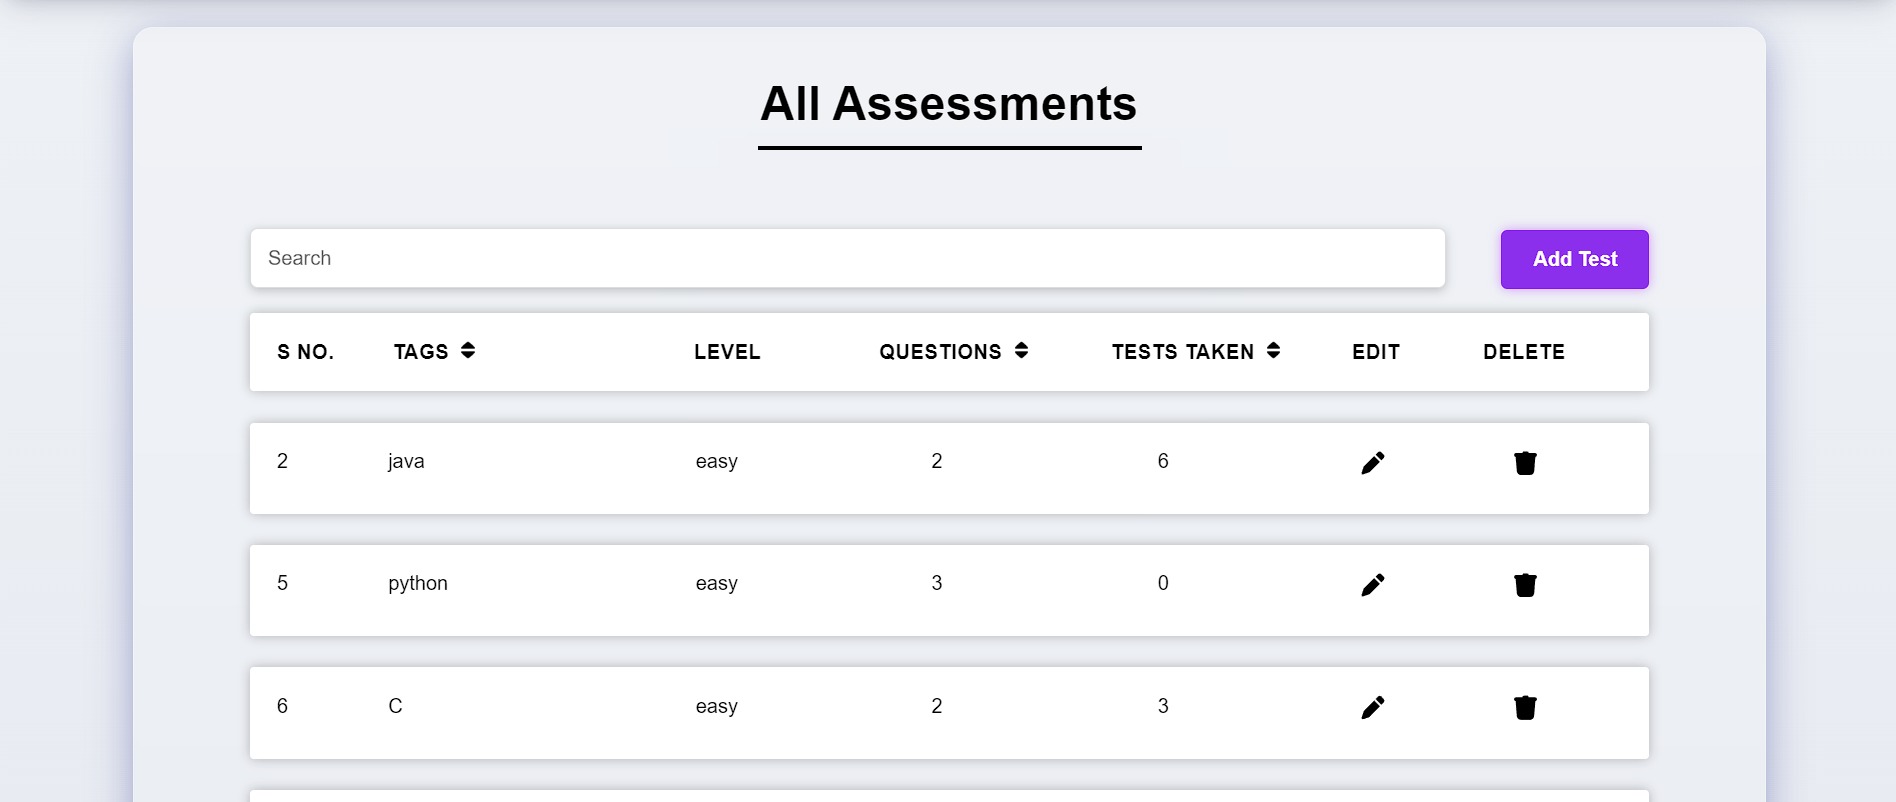 All Assessments
Search
Add Test
S NO. TAGS LEVEL QUESTIONS TESTS TAKEN EDIT DELETE
2 java easy 2 6
5 python easy 3 0
6 C easy 2 3